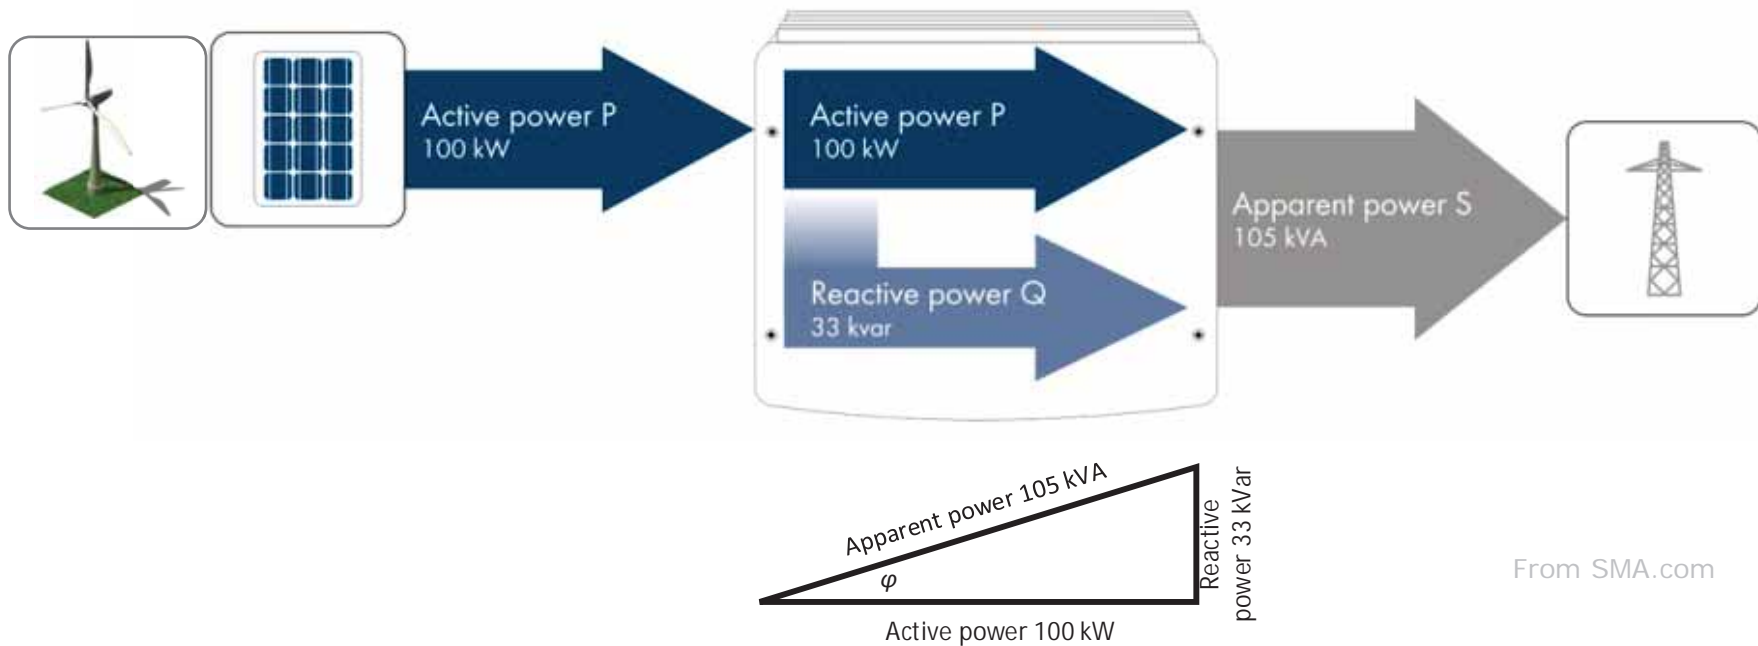 Active power P
100 kW
Active power P
100 kW
Reactive power Q
33 kvar
Apparent power S
105 kVA
Apparent power 105 kVA
φ
Reactive
power 33 kVar
Active power 100 kW
From SMA.com